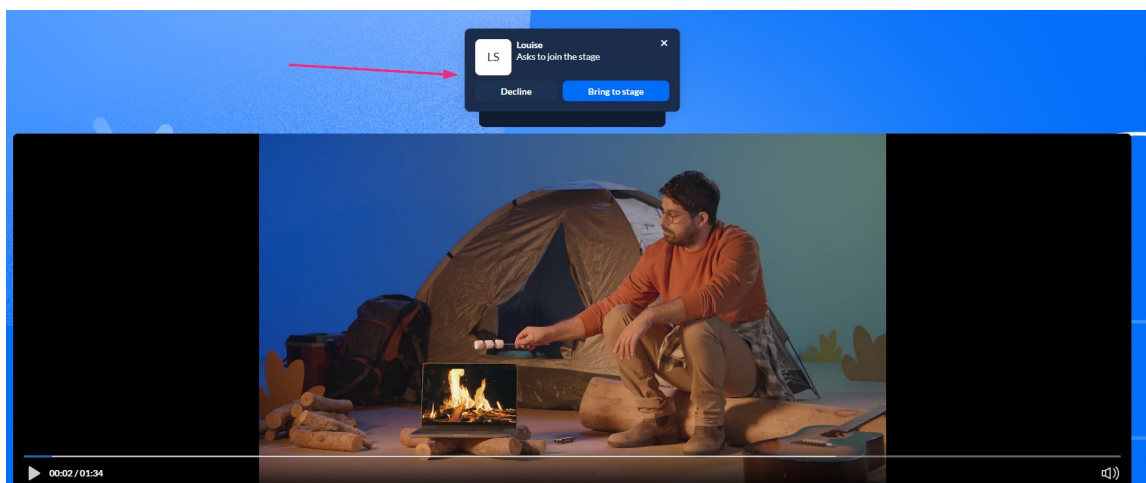 Louise
LS
Asks to join the stage
Decline
Bring to stage
00:02 / 01:34